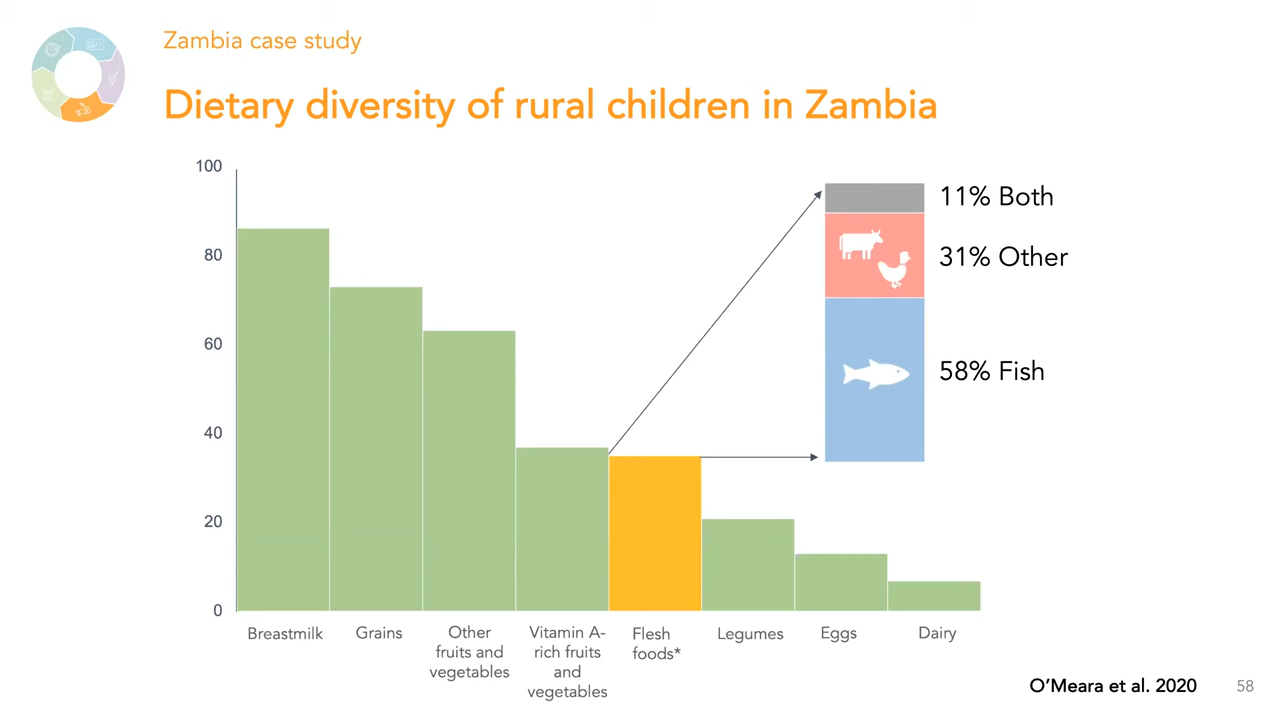 Zambia case study
Dietary diversity of rural children in Zambia
100
80
60
40
20
0
11% Both
31% Other
58% Fish
Breastmilk
Grains
Other
fruits and
vegetables
Vitamin A-
rich fruits
and
vegetables
Flesh
foods*
Legumes
Eggs
Dairy
O’Meara et al. 2020
58